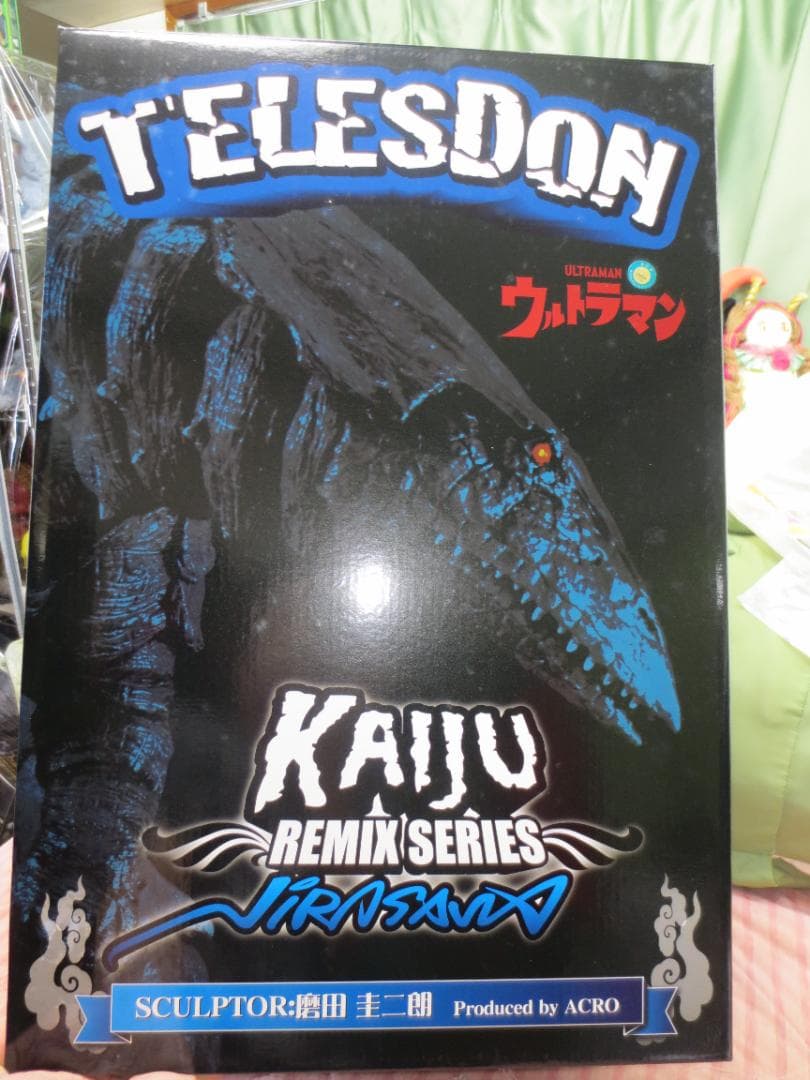 TELESDON
ULTRAMAN
ウルトラマン
KAIJU
REMIX SERIES
SCULPTOR:磨田 圭二朗 Produced by ACRO